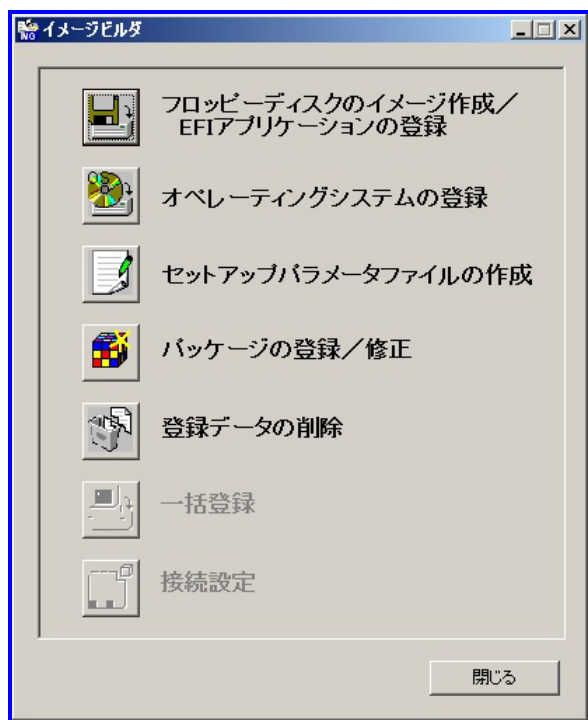 イメージビルダ
フロッピーディスクのイメージ作成／
EFIアプリケーションの登録
オペレーティングシステムの登録
セットアップパラメータファイルの作成
パッケージの登録／修正
登録データの削除
一括登録
接続設定
閉じる